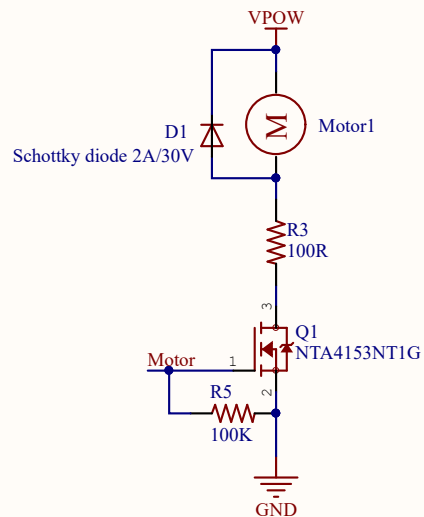 VPOW
D1
M
Motor1
Schottky diode 2A/30V
R3
100R
3
Q1
NTA4153NT1G
Motor
1
2
R5
100K
GND